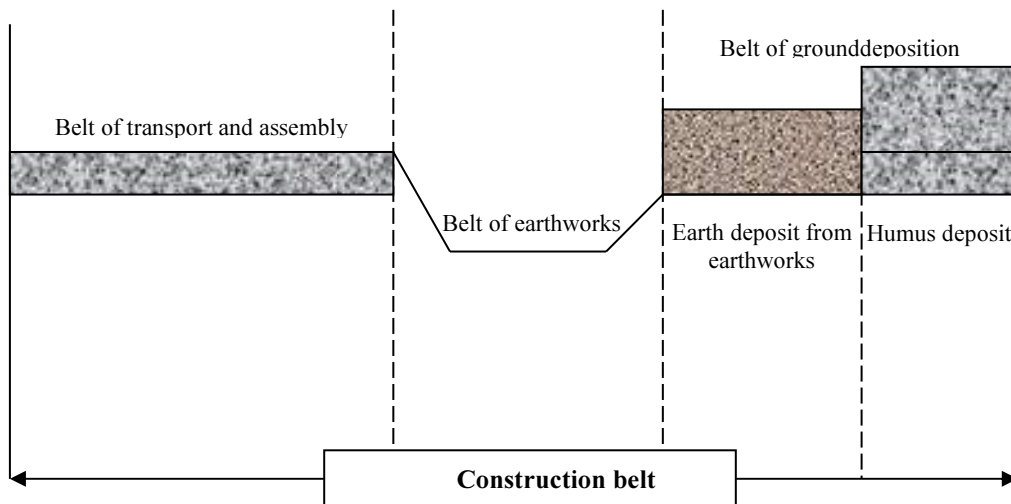 Belt of grounddeposition
Belt of transport and assembly
Belt of earthworks
Earth deposit from
earthworks
Humus deposit
Construction belt